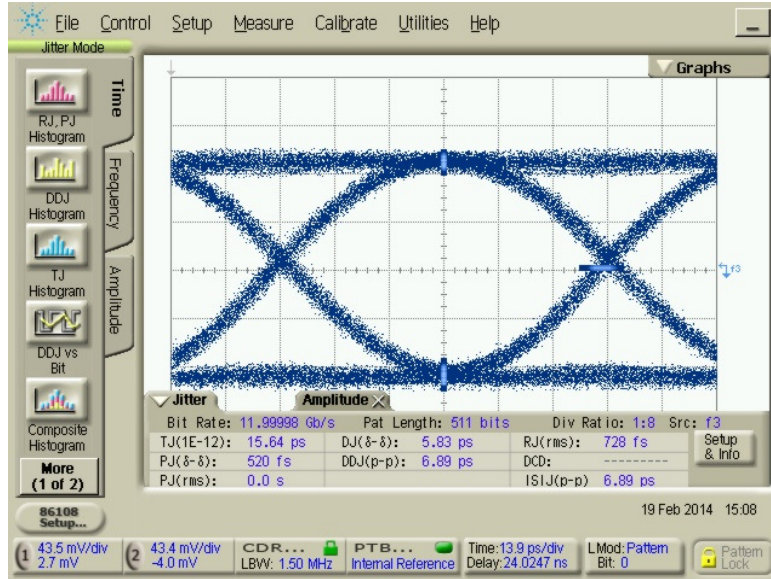 File Control Setup Measure Calibrate Utilities Help
Jitter Mode
Graphs
RJ, PJ
Histogram
DDJ
Histogram
TJ
Histogram
DDJ vs
Bit
Composite
Histogram
More
(1 of 2)
Time
Frequency
Amplitude
f3
Jitter Amplitude
Bit Rate: 11.99998 Gb/s Pat Length: 511 bits Div Ratio: 1:8 Src: f3
TJ(1E-12): 15.64 ps DJ(δ-δ): 5.83 ps RJ(rms): 728 fs
PJ(δ-δ): 520 fs DDJ(p-p): 6.89 ps DCD: ---------
PJ(rms): 0.0 s ISIJ(p-p) 6.89 ps
Setup
& Info
86108
Setup...
19 Feb 2014 15:08
1 43.5 mV/div
2.7 mV
2 43.4 mV/div
-4.0 mV
CDR...
LBW: 1.50 MHz
PTB...
Internal Reference
Time:13.9 ps/div
Delay:24.0247 ns
LMod:Pattern
Bit: 0
Pattern
Lock